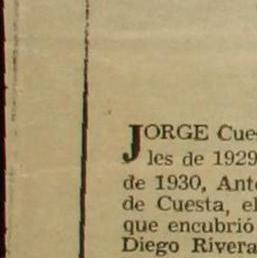 JORGE Cue
les de 1929
de 1930, Ant
de Cuesta, el
que encubrió
Diego Rivera